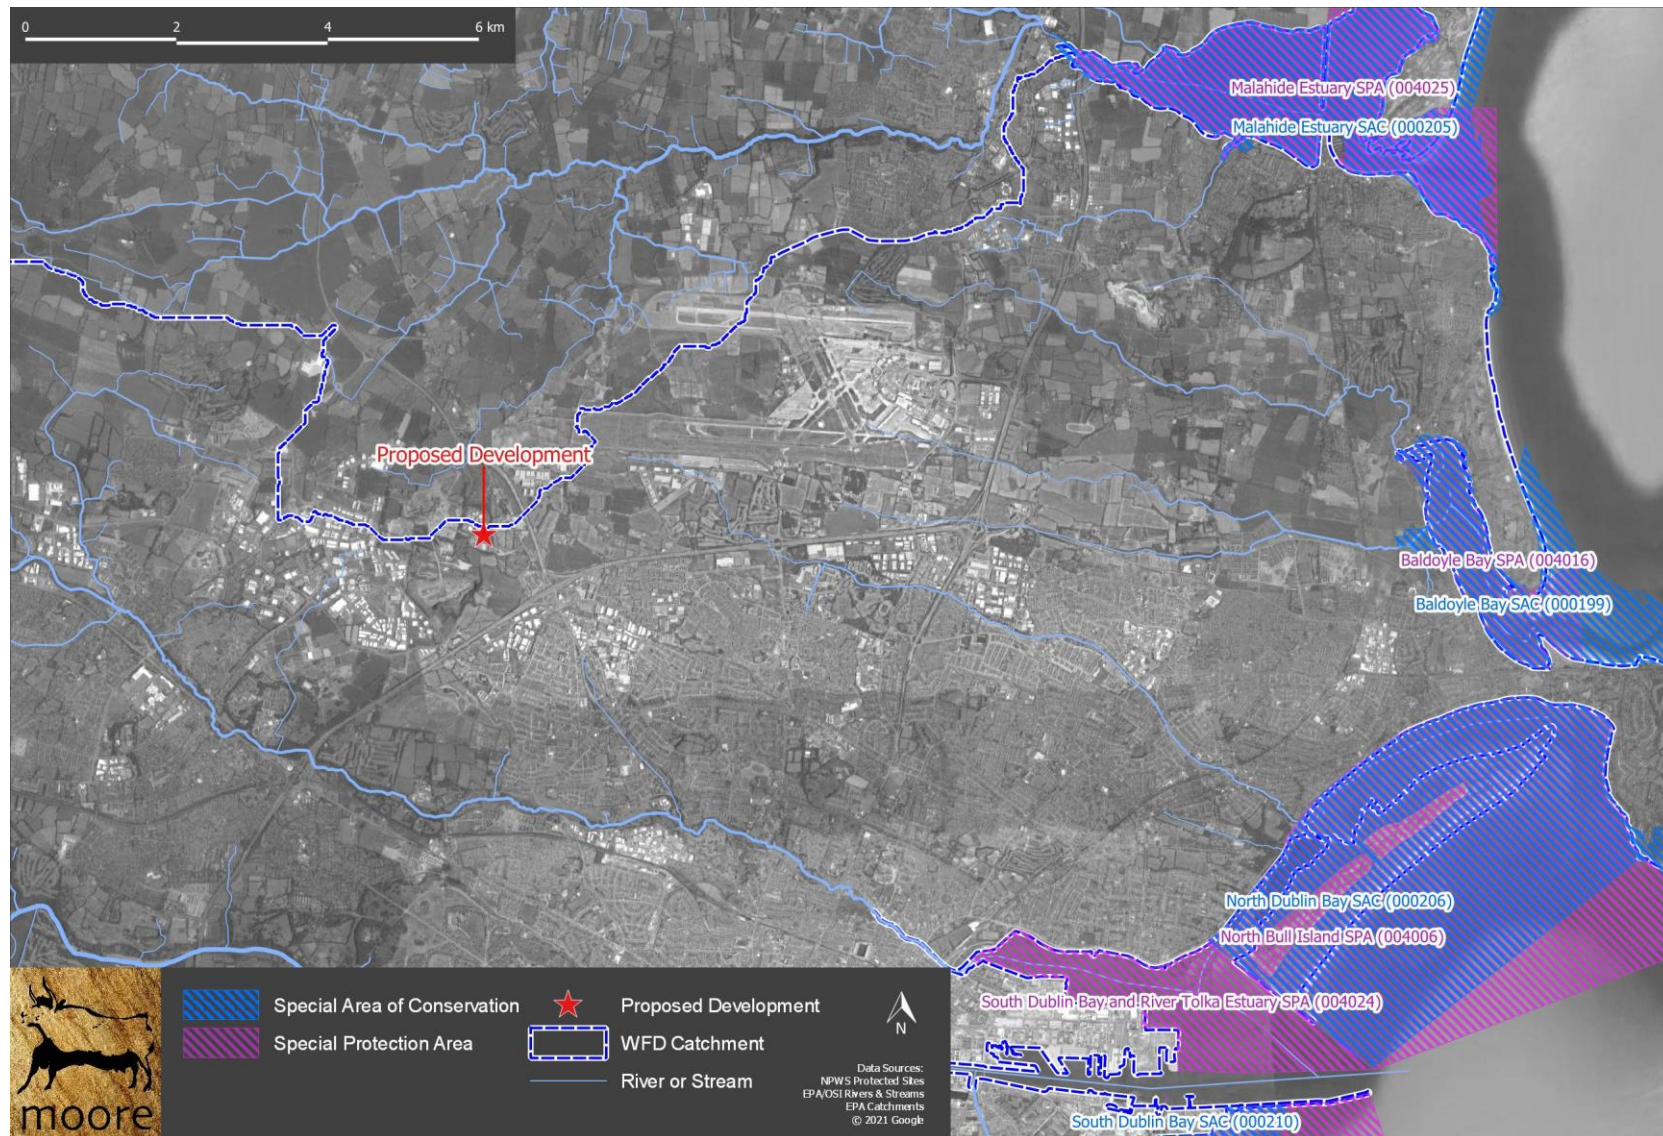 0 2 4 6 km
Malahide Estuary SPA (004025)
Malahide Estuary SAC (000205)
Proposed Development
Baldoyle Bay SPA (004016)
Baldoyle Bay SAC (000199)
North Dublin Bay SAC (000206)
North Bull Island SPA (004006)
South Dublin Bay and River Tolka Estuary SPA (004024)
South Dublin Bay SAC (000210)
moore
Special Area of Conservation
Special Protection Area
Proposed Development
WFD Catchment
River or Stream
N
Data Sources:
NPWS Protected Sites
EPA/OSI Rivers & Streams
EPA Catchments
© 2021 Google